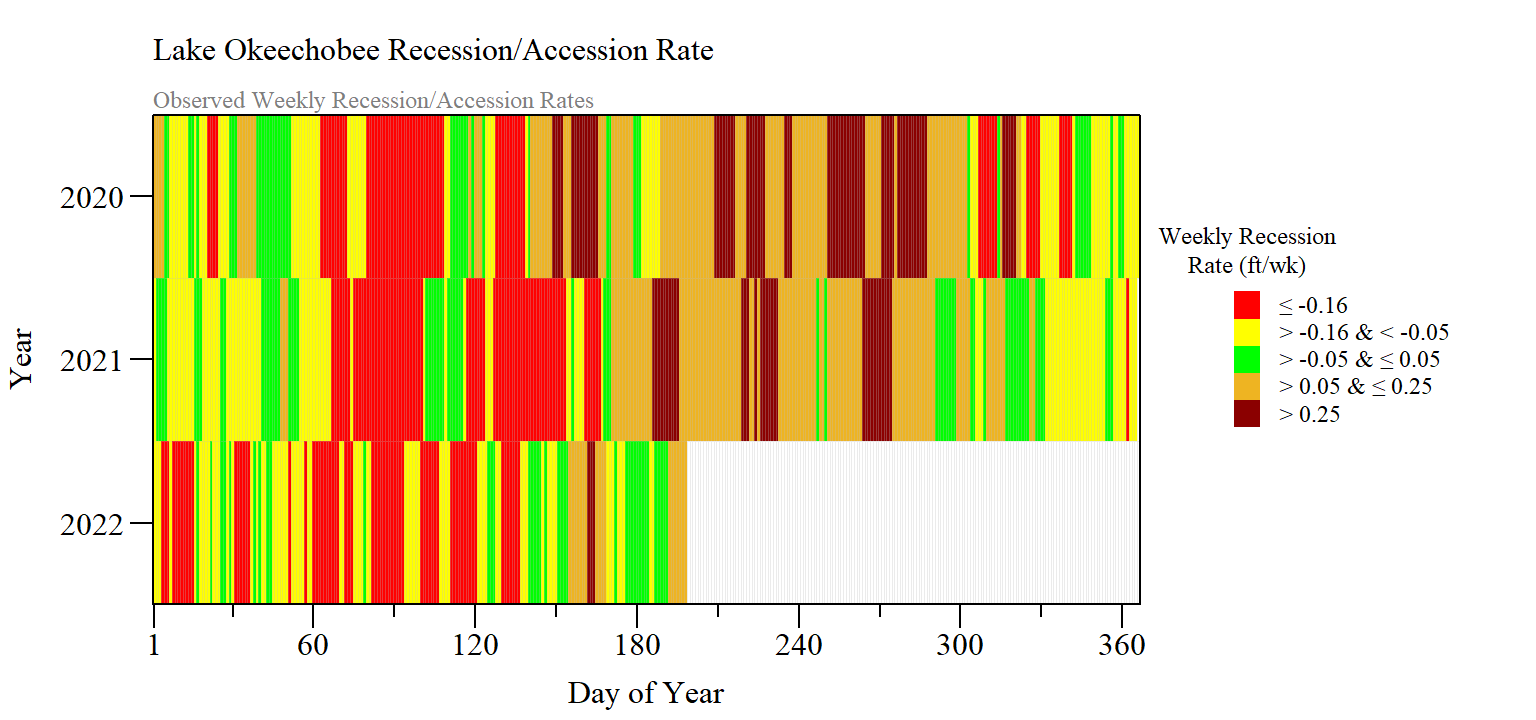 Lake Okeechobee Recession/Accession Rate
Observed Weekly Recession/Accession Rates
Year
2020
2021
2022
1 60 120 180 240 300 360
Day of Year
Weekly Recession
Rate (ft/wk)
≤ -0.16
> -0.16 & < -0.05
> -0.05 & ≤ 0.05
> 0.05 & ≤ 0.25
> 0.25